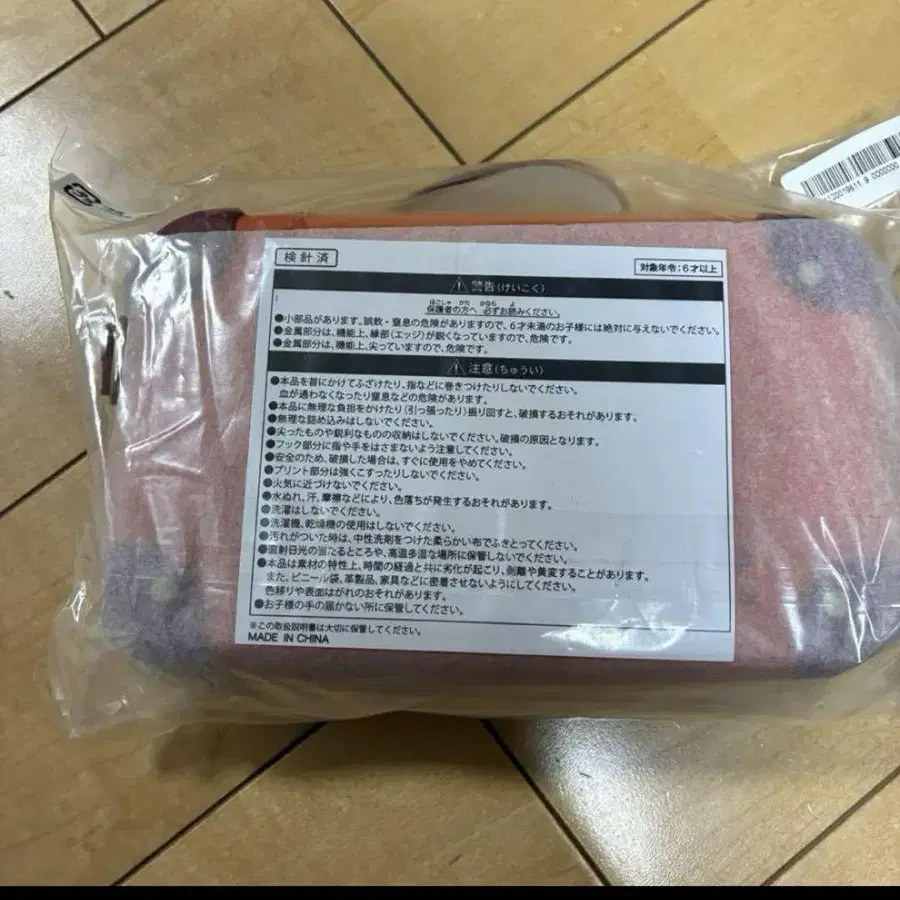 検針済
対象年令:6才以上
警告(けいこく)
保護者の方へ 必ずお読みください。
●小部品があります。誤飲・窒息の危険がありますので、6才未満のお子様には絶対に与えないでください。
●金属部分は、機能上、縁部(エッジ)が鋭くなっていますので、危険です。
●金属部分は、機能上、尖っていますので、危険です。
注意(ちゅうい)
●本品を首にかけてふざけたり、指などに巻きつけたりしないでください。
血が通わなくなったり窒息などの危険があります。
●本品に無理な負担をかけたり(引っ張ったり)振り回すと、破損するおそれがあります。
●無理な詰め込みはしないでください。
●尖ったものや鋭利なものの収納はしないでください。破損の原因となります。
●フック部分に指や手をはさまないよう注意してください。
●安全のため、破損した場合は、すぐに使用をやめてください。
●プリント部分は強くこすったりしないでください。
●火気に近づけないでください。
●水ぬれ、汗、摩擦などにより、色落ちが発生するおそれがあります。
●洗濯はしないでください。
●洗濯機、乾燥機の使用はしないでください。
●汚れがついた時は、中性洗剤をつけた柔らかい布でふきとってください。
●直射日光の当たるところや、高温多湿な場所に保管しないでください。
●本品は素材の特性上、時間の経過と共に劣化が起こり、剥離や黄変することがあります。
また、ビニール袋、革製品、家具などに密着させないようにしてください。
色移りや表面はがれのおそれがあります。
●お子様の手の届かない所に保管してください。
※この取扱説明書は大切に保管してください。
MADE IN CHINA